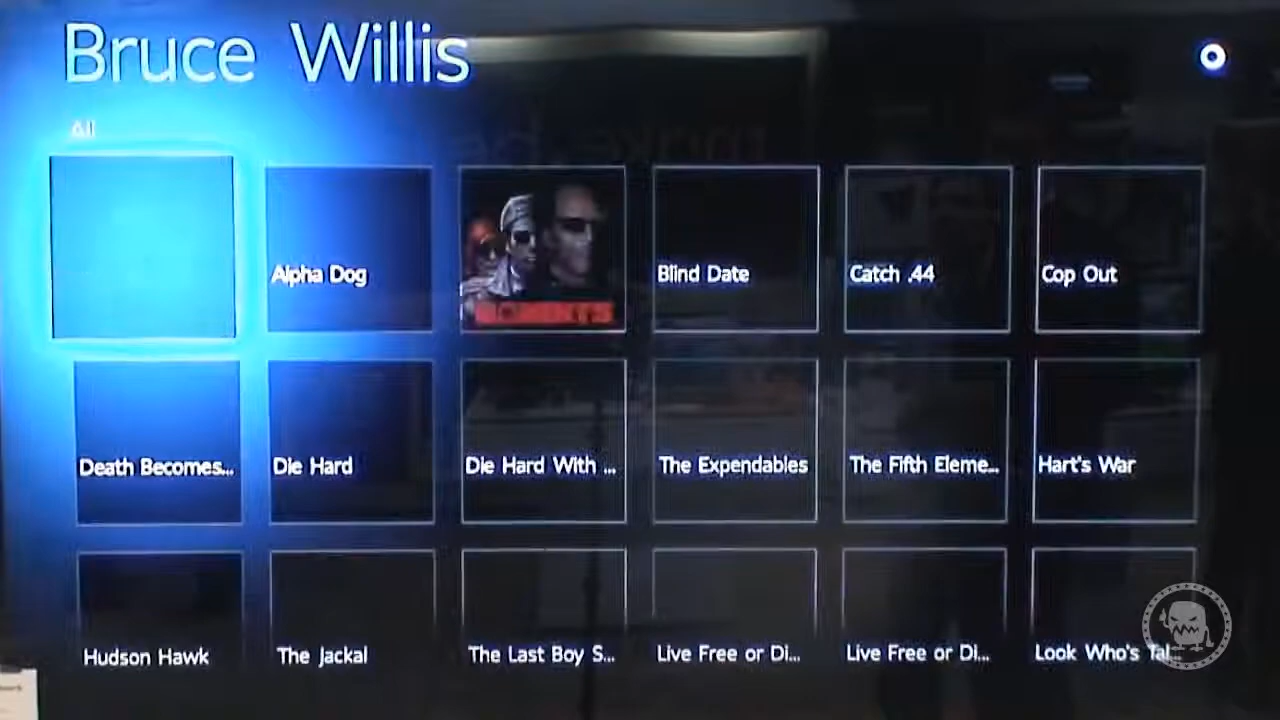 Bruce Willis
All
Alpha Dog
BANDITS
Blind Date
Catch .44
Cop Out
Death Becomes...
Die Hard
Die Hard With ...
The Expendables
The Fifth Eleme...
Hart's War
Hudson Hawk
The Jackal
The Last Boy S...
Live Free or Di...
Live Free or Di...
Look Who's Tal...